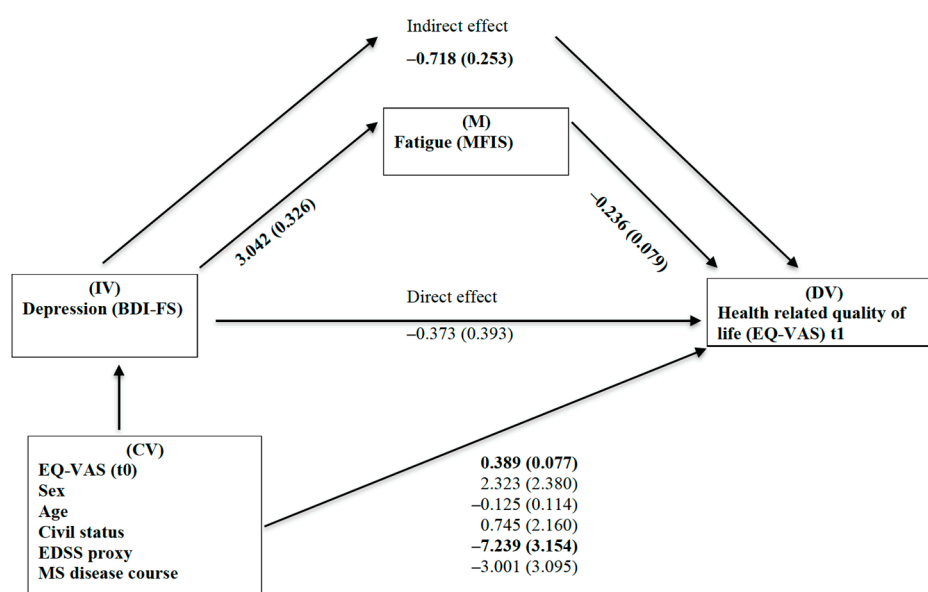 Indirect effect
–0.718 (0.253)
(M)
Fatigue (MFIS)
3.042 (0.326)
–0.236 (0.079)
(IV)
Depression (BDI-FS)
Direct effect
–0.373 (0.393)
(DV)
Health related quality of
life (EQ-VAS) t1
(CV)
EQ-VAS (t0)
Sex
Age
Civil status
EDSS proxy
MS disease course
0.389 (0.077)
2.323 (2.380)
–0.125 (0.114)
0.745 (2.160)
–7.239 (3.154)
–3.001 (3.095)